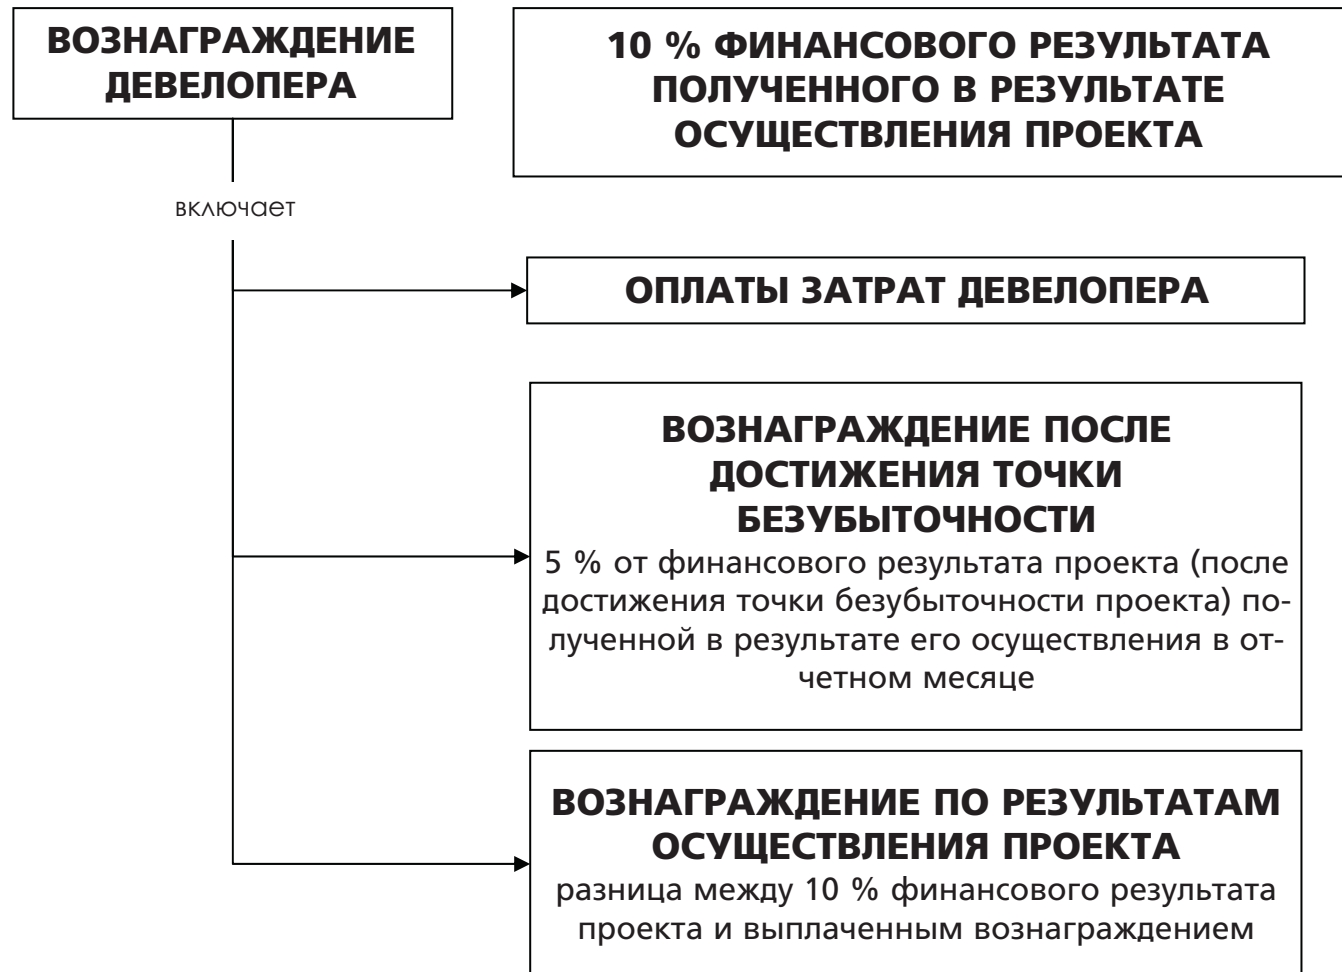 ВОЗНАГРАЖДЕНИЕ
ДЕВЕЛОПЕРА
10 % ФИНАНСОВОГО РЕЗУЛЬТАТА
ПОЛУЧЕННОГО В РЕЗУЛЬТАТЕ
ОСУЩЕСТВЛЕНИЯ ПРОЕКТА
включает
ОПЛАТЫ ЗАТРАТ ДЕВЕЛОПЕРА
ВОЗНАГРАЖДЕНИЕ ПОСЛЕ
ДОСТИЖЕНИЯ ТОЧКИ
БЕЗУБЫТОЧНОСТИ
5 % от финансового результата проекта (после
достижения точки безубыточности проекта) по-
лученной в результате его осуществления в от-
четном месяце
ВОЗНАГРАЖДЕНИЕ ПО РЕЗУЛЬТАТАМ
ОСУЩЕСТВЛЕНИЯ ПРОЕКТА
разница между 10 % финансового результата
проекта и выплаченным вознаграждением